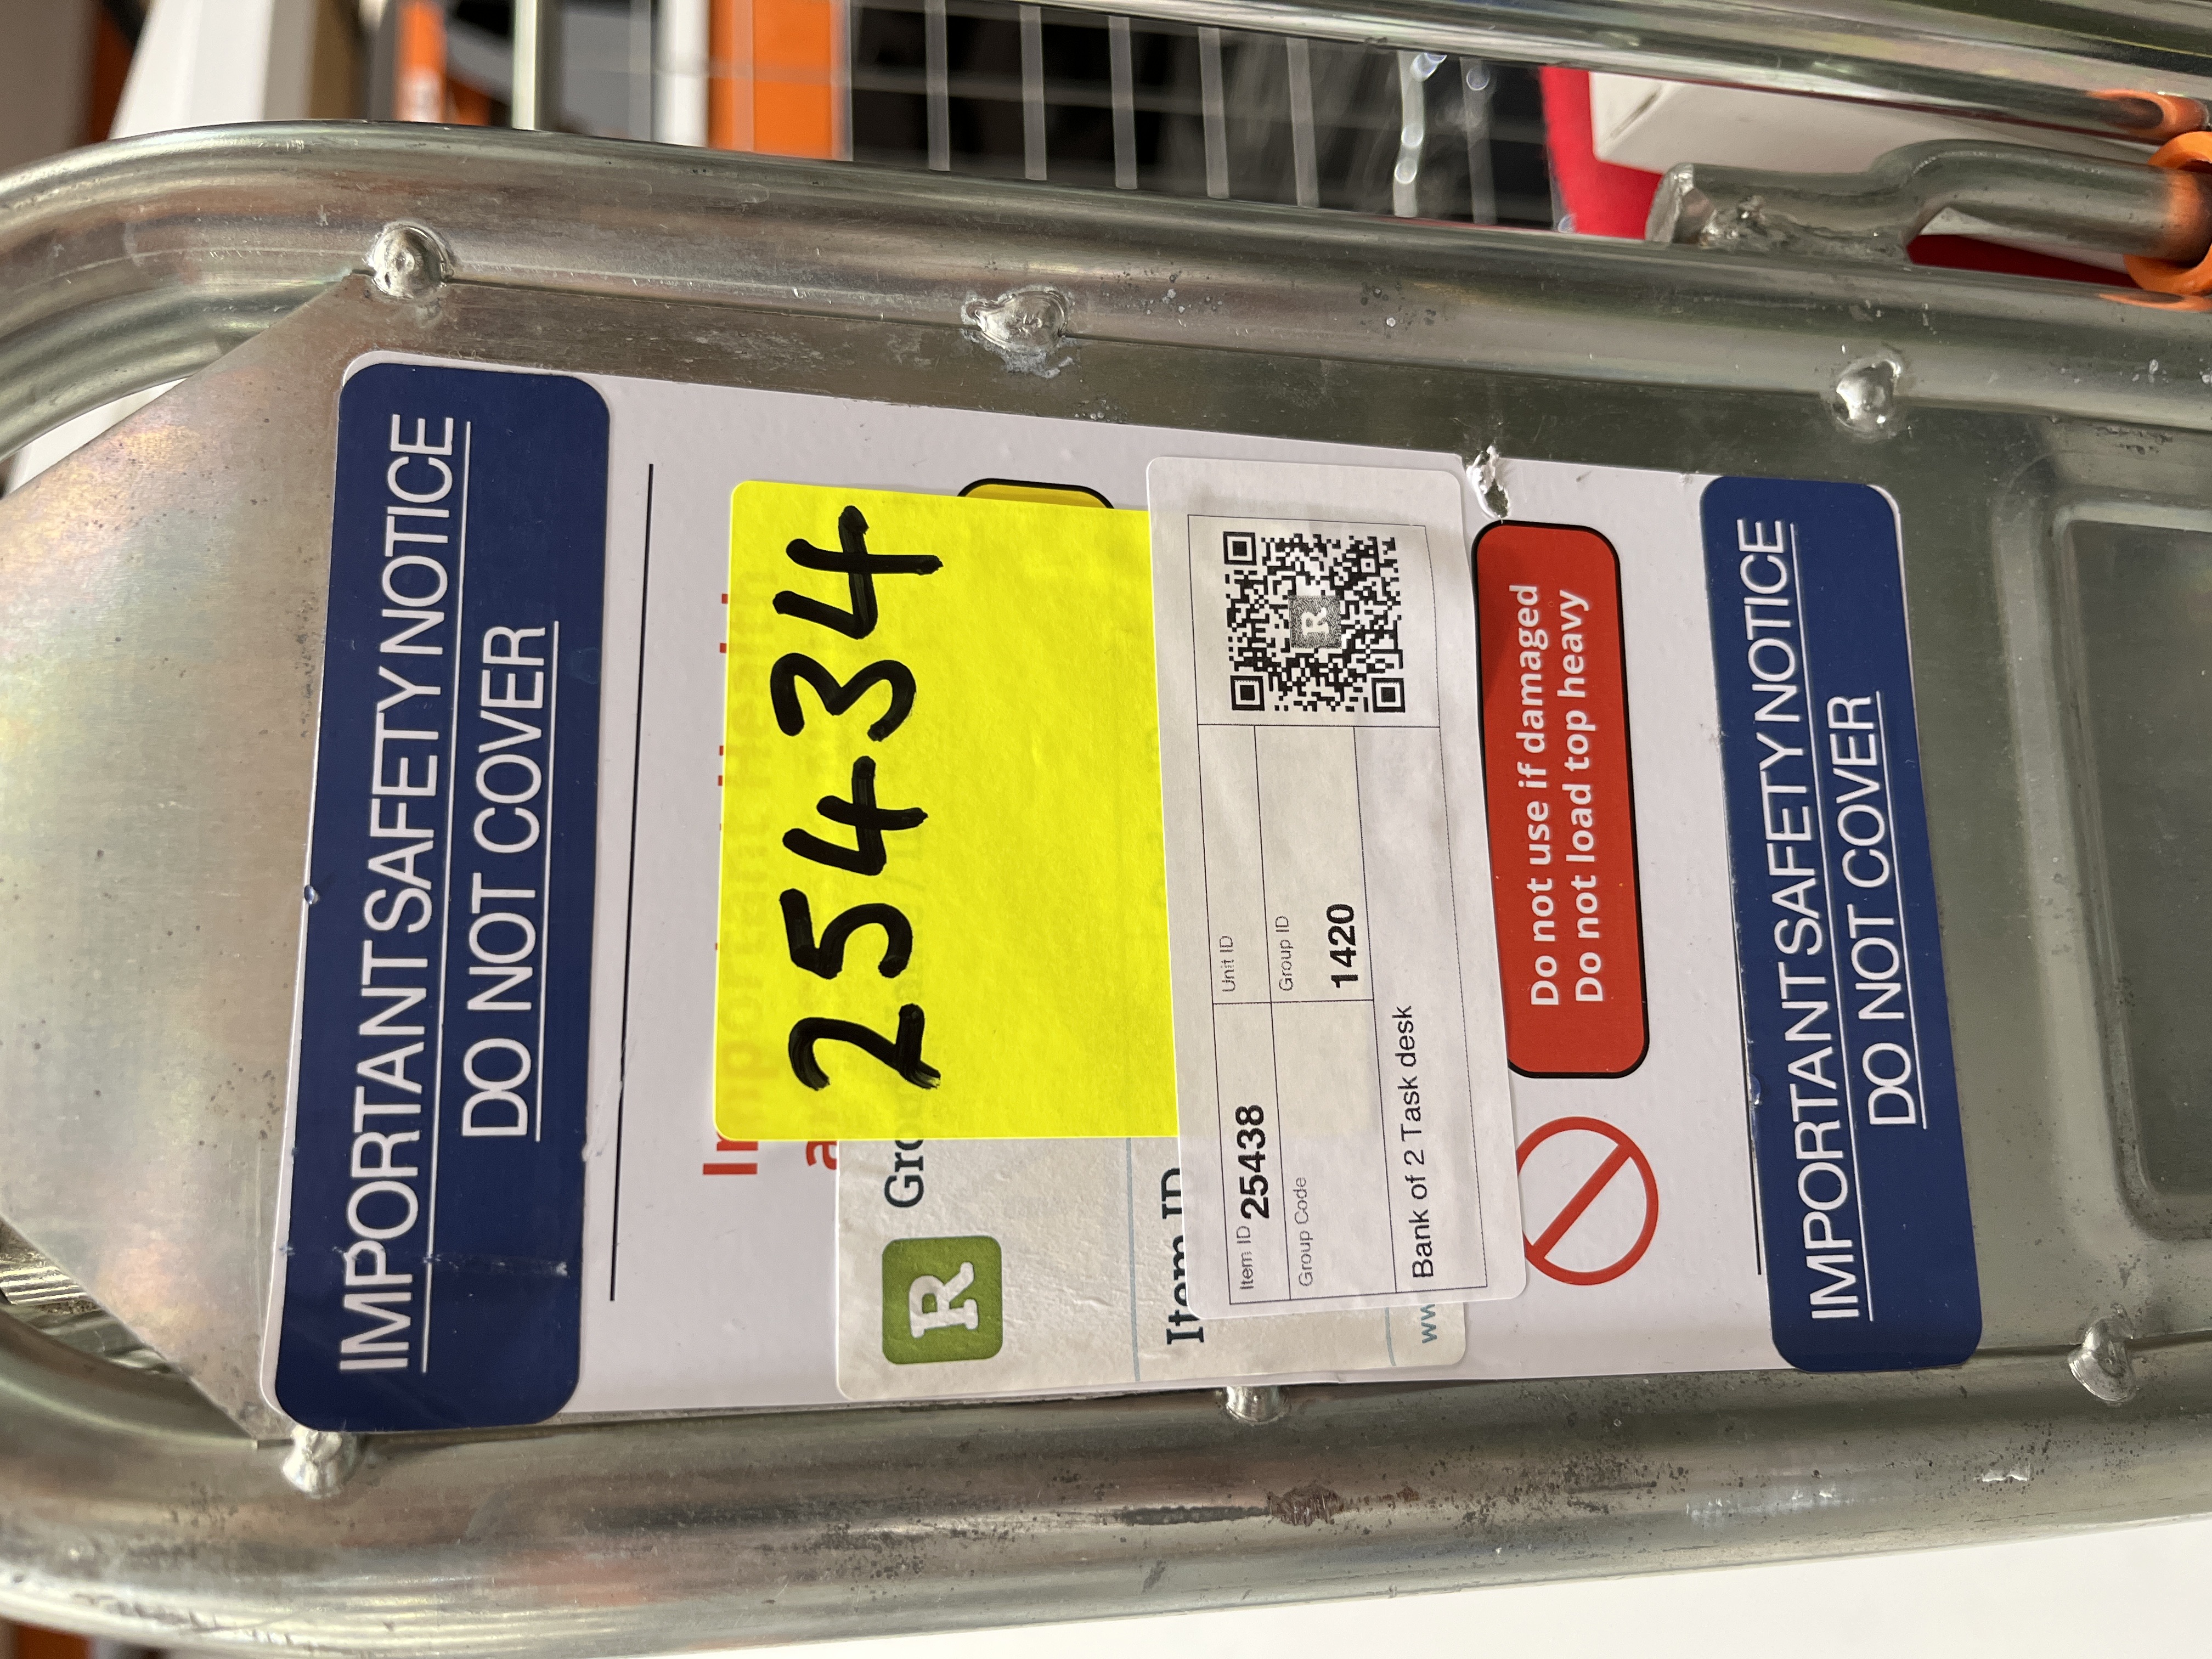 IMPORTANT SAFETY NOTICE
DO NOT COVER
25434
R
Item ID 25438
Unit ID
Group Code
Group ID
1420
Bank of 2 Task desk
R
Item ID
Do not use if damaged
Do not load top heavy
IMPORTANT SAFETY NOTICE
DO NOT COVER